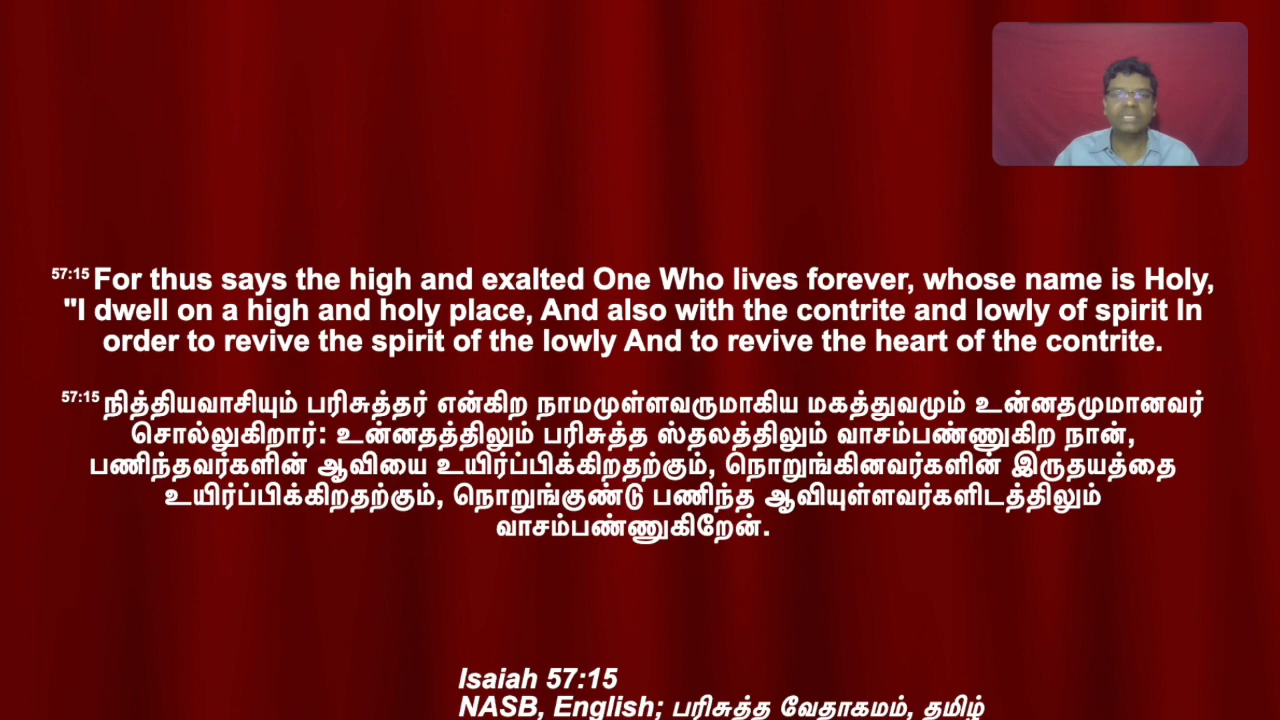 57:15 For thus says the high and exalted One Who lives forever, whose name is Holy,
"I dwell on a high and holy place, And also with the contrite and lowly of spirit In
order to revive the spirit of the lowly And to revive the heart of the contrite.
57:15 நித்தியவாசியும் பரிசுத்தர் என்கிற நாமமுள்ளவருமாகிய மகத்துவமும் உன்னதமுமானவர்
சொல்லுகிறார்: உன்னதத்திலும் பரிசுத்த ஸ்தலத்திலும் வாசம்பண்ணுகிற நான்,
பணிந்தவர்களின் ஆவியை உயிர்ப்பிக்கிறதற்கும், நொறுங்கினவர்களின் இருதயத்தை
உயிர்ப்பிக்கிறதற்கும், நொறுங்குண்டு பணிந்த ஆவியுள்ளவர்களிடத்திலும்
வாசம்பண்ணுகிறேன்.
Isaiah 57:15
NASB, English; பரிசுத்த வேதாகமம், தமிழ்